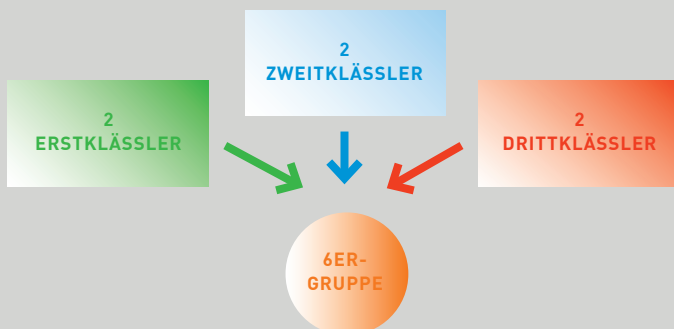 2
ERSTKLÄSSLER
2
ZWEITKLÄSSLER
2
DRITTKLÄSSLER
6ER-
GRUPPE